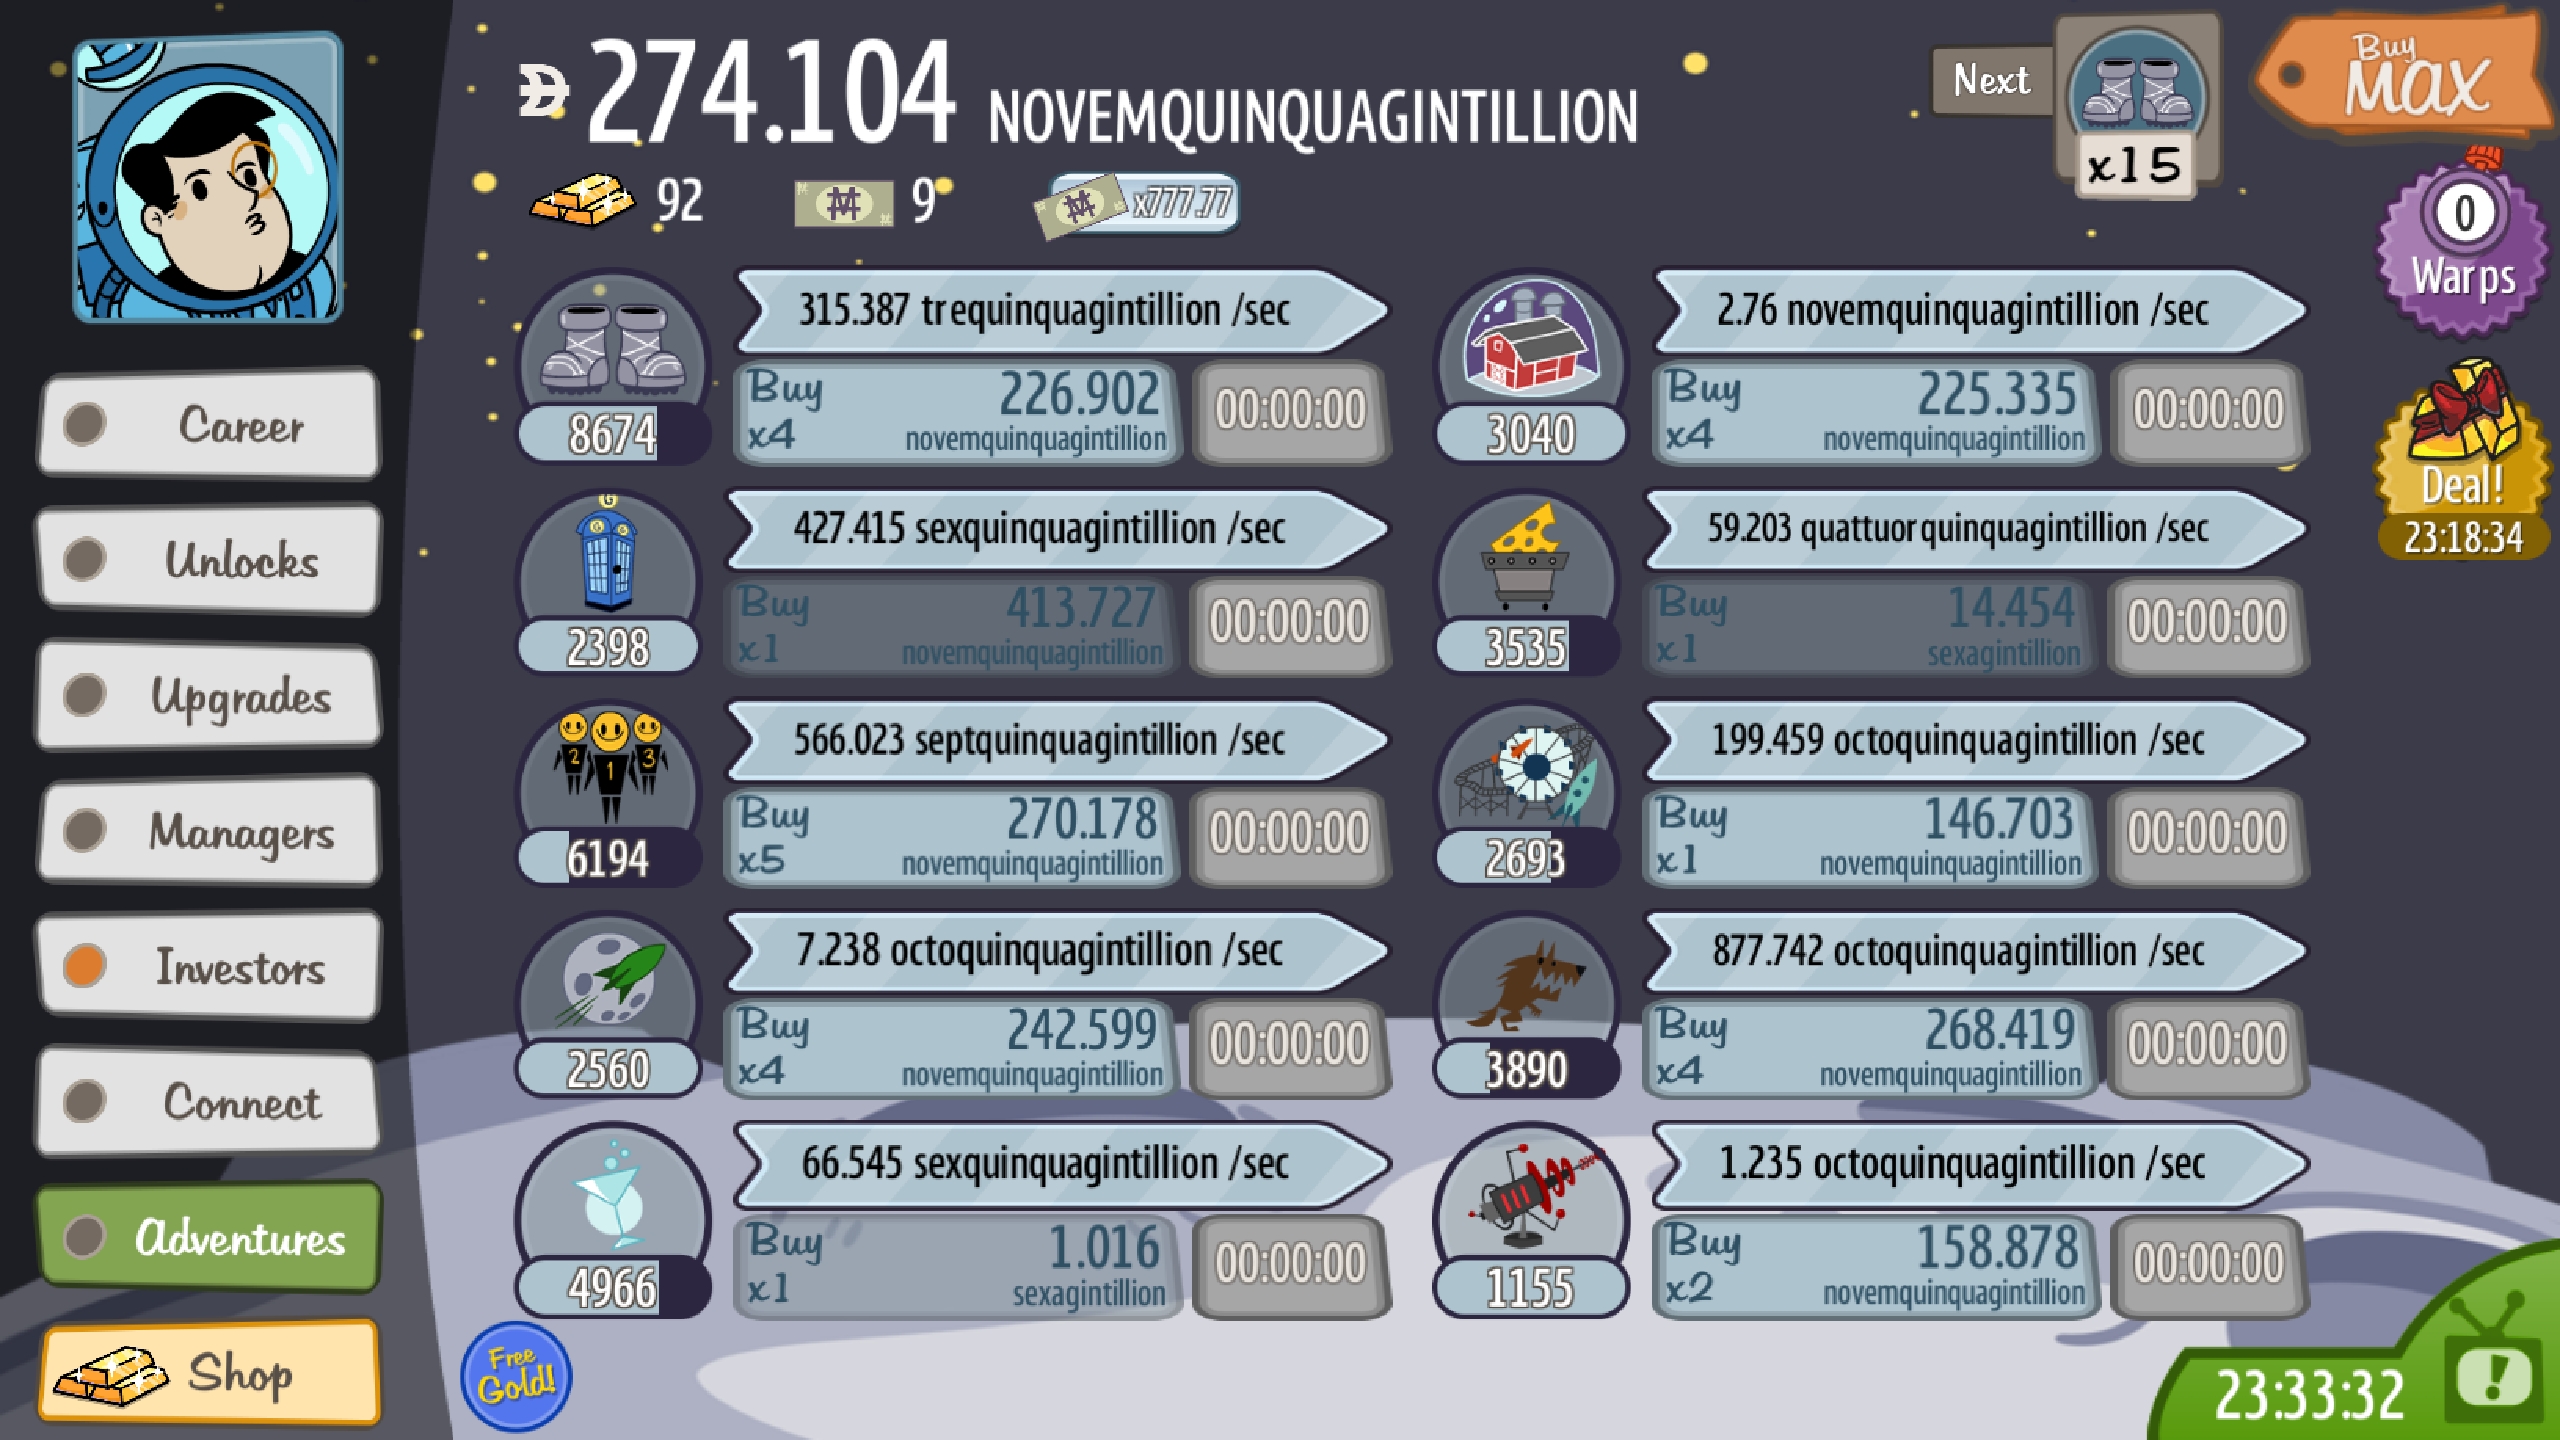 274.104 NOVEMQUINQUAGINTILLION
92
9
x777.77
Next
x15
Buy
MAX
0
Warps
Deal!
23:18:34
Career
Unlocks
Upgrades
Managers
Investors
Connect
Adventures
Shop
315.387 trequinquagintillion /sec
Buy 226.902
x4 novemquinquagintillion
00:00:00
8674
2.76 novemquinquagintillion /sec
Buy 225.335
x4 novemquinquagintillion
00:00:00
3040
G
427.415 sexquinquagintillion /sec
Buy 413.727
x1 novemquinquagintillion
00:00:00
2398
59.203 quattuorquinquagintillion /sec
Buy 14.454
x1 sexagintillion
00:00:00
3535
2 1 3
566.023 septquinquagintillion /sec
Buy 270.178
x5 novemquinquagintillion
00:00:00
6194
199.459 octoquinquagintillion /sec
Buy 146.703
x1 novemquinquagintillion
00:00:00
2693
7.238 octoquinquagintillion /sec
Buy 242.599
x4 novemquinquagintillion
00:00:00
2560
877.742 octoquinquagintillion /sec
Buy 268.419
x4 novemquinquagintillion
00:00:00
3890
66.545 sexquinquagintillion /sec
Buy 1.016
x1 sexagintillion
00:00:00
4966
1.235 octoquinquagintillion /sec
Buy 158.878
x2 novemquinquagintillion
00:00:00
1155
Free
Gold!
23:33:32
!